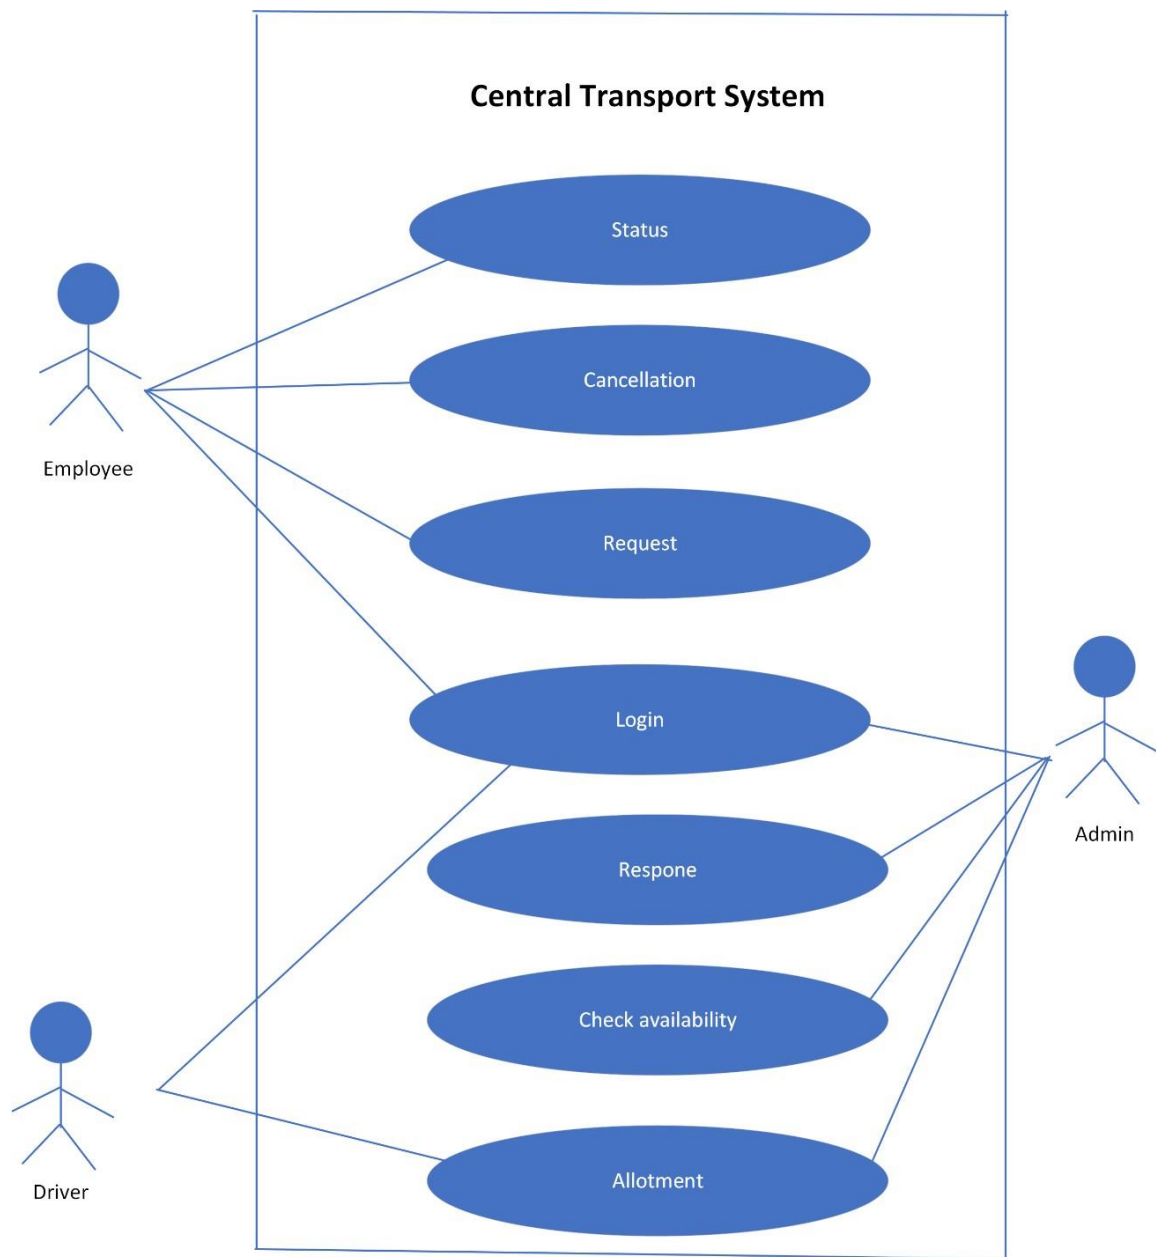 Central Transport System
Status
Cancellation
Employee
Request
Login
Admin
Respone
Check availability
Allotment
Driver